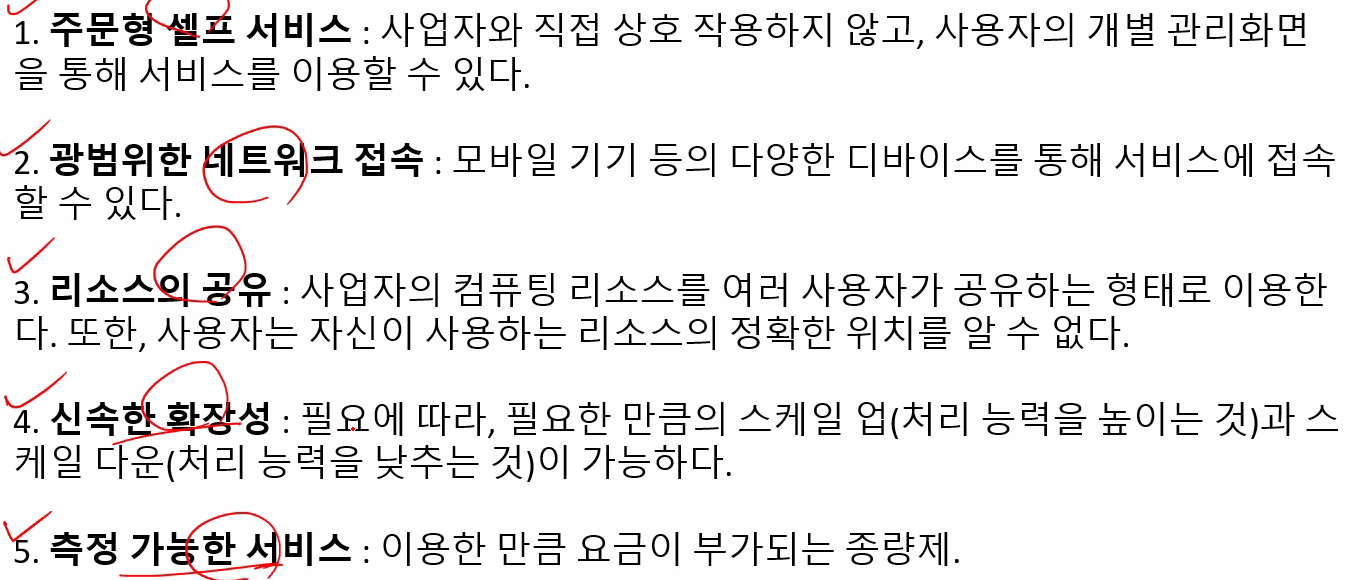 1. 주문형 셀프 서비스 : 사업자와 직접 상호 작용하지 않고, 사용자의 개별 관리화면
을 통해 서비스를 이용할 수 있다.
2. 광범위한 네트워크 접속 : 모바일 기기 등의 다양한 디바이스를 통해 서비스에 접속
할 수 있다.
3. 리소스의 공유 : 사업자의 컴퓨팅 리소스를 여러 사용자가 공유하는 형태로 이용한
다. 또한, 사용자는 자신이 사용하는 리소스의 정확한 위치를 알 수 없다.
4. 신속한 확장성 : 필요에 따라, 필요한 만큼의 스케일 업(처리 능력을 높이는 것)과 스
케일 다운(처리 능력을 낮추는 것)이 가능하다.
5. 측정 가능한 서비스 : 이용한 만큼 요금이 부가되는 종량제.